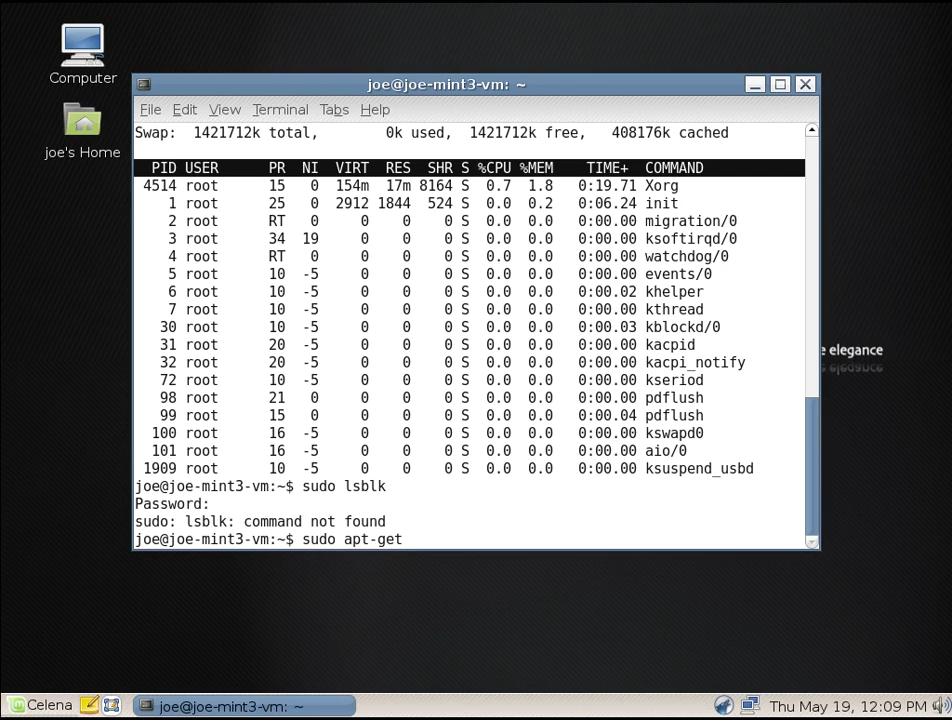 Computer
joe's Home
joe@joe-mint3-vm: ~
File Edit View Terminal Tabs Help
Swap:  1421712k total,        0k used,  1421712k free,   408176k cached
PID USER      PR  NI  VIRT  RES  SHR S %CPU %MEM    TIME+  COMMAND
4514 root      15   0  154m  17m 8164 S  0.7  1.8   0:19.71 Xorg
1 root      25   0  2912 1844  524 S  0.0  0.2   0:06.24 init
2 root      RT   0     0    0    0 S  0.0  0.0   0:00.00 migration/0
3 root      34  19     0    0    0 S  0.0  0.0   0:00.00 ksoftirqd/0
4 root      RT   0     0    0    0 S  0.0  0.0   0:00.00 watchdog/0
5 root      10  -5     0    0    0 S  0.0  0.0   0:00.00 events/0
6 root      10  -5     0    0    0 S  0.0  0.0   0:00.02 khelper
7 root      10  -5     0    0    0 S  0.0  0.0   0:00.00 kthread
30 root      10  -5     0    0    0 S  0.0  0.0   0:00.03 kblockd/0
31 root      20  -5     0    0    0 S  0.0  0.0   0:00.00 kacpid
32 root      20  -5     0    0    0 S  0.0  0.0   0:00.00 kacpi_notify
72 root      10  -5     0    0    0 S  0.0  0.0   0:00.00 kseriod
98 root      21   0     0    0    0 S  0.0  0.0   0:00.00 pdflush
99 root      15   0     0    0    0 S  0.0  0.0   0:00.04 pdflush
100 root      16  -5     0    0    0 S  0.0  0.0   0:00.00 kswapd0
101 root      16  -5     0    0    0 S  0.0  0.0   0:00.00 aio/0
1909 root      10  -5     0    0    0 S  0.0  0.0   0:00.00 ksuspend_usbd
joe@joe-mint3-vm:~$ sudo lsblk
Password:
sudo: lsblk: command not found
joe@joe-mint3-vm:~$ sudo apt-get
e elegance
Celena
joe@joe-mint3-vm: ~
Thu May 19, 12:09 PM